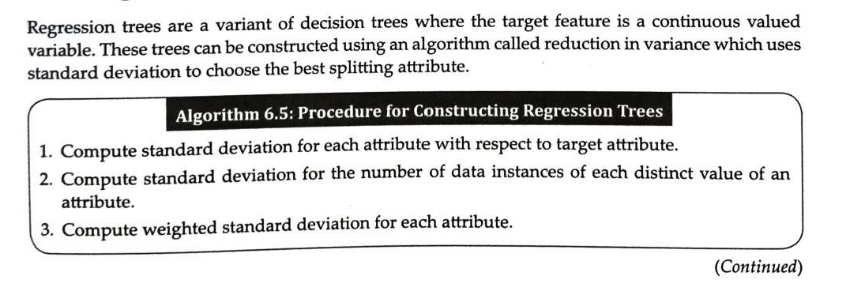 Regression trees are a variant of decision trees where the target feature is a continuous valued
variable. These trees can be constructed using an algorithm called reduction in variance which uses
standard deviation to choose the best splitting attribute.
Algorithm 6.5: Procedure for Constructing Regression Trees
1. Compute standard deviation for each attribute with respect to target attribute.
2. Compute standard deviation for the number of data instances of each distinct value of an
attribute.
3. Compute weighted standard deviation for each attribute.
(Continued)